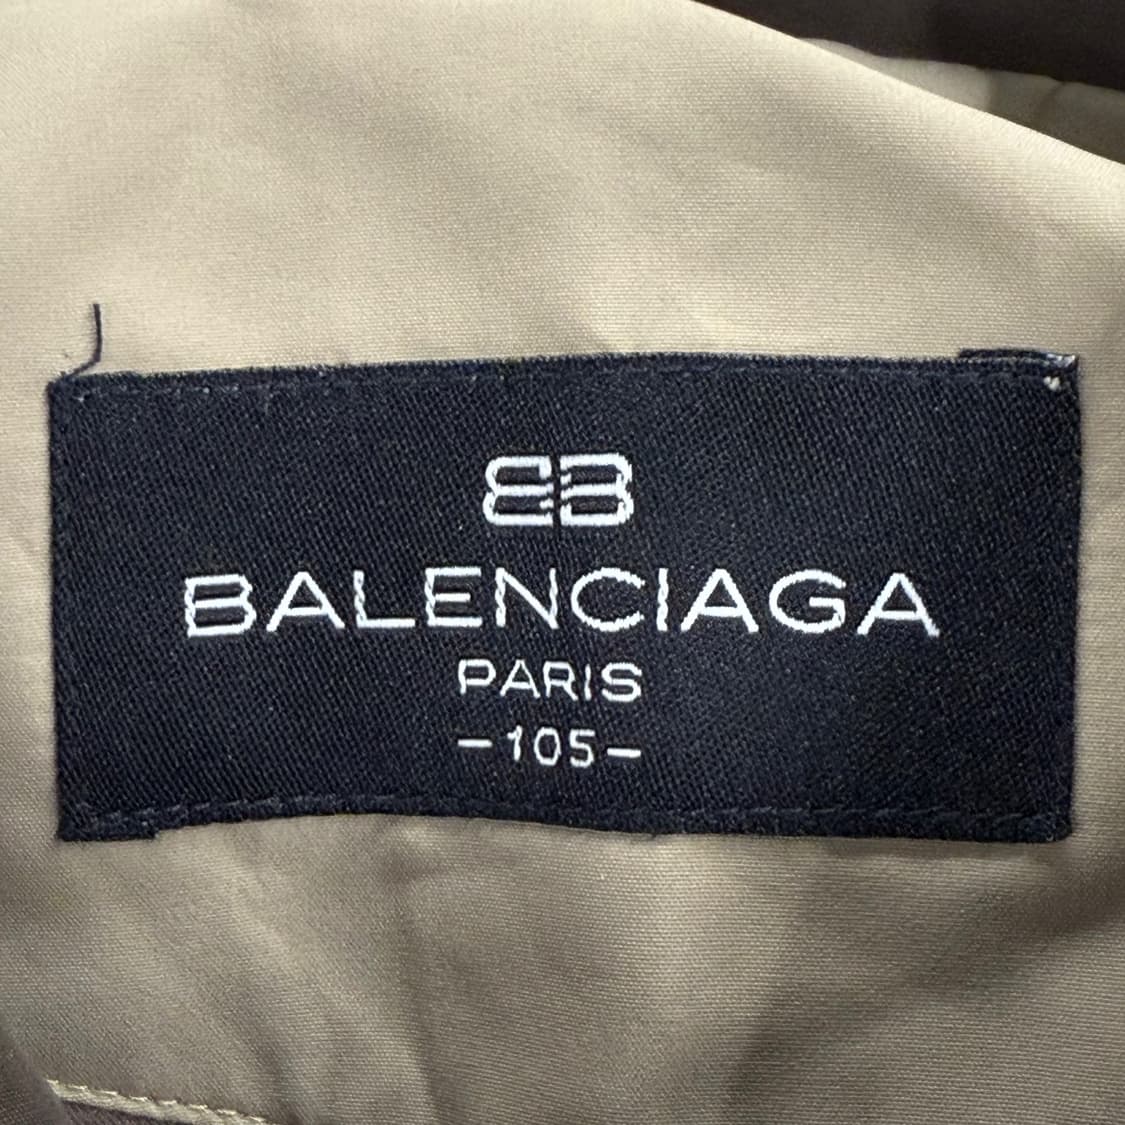 BB
BALENCIAGA
PARIS
-105-